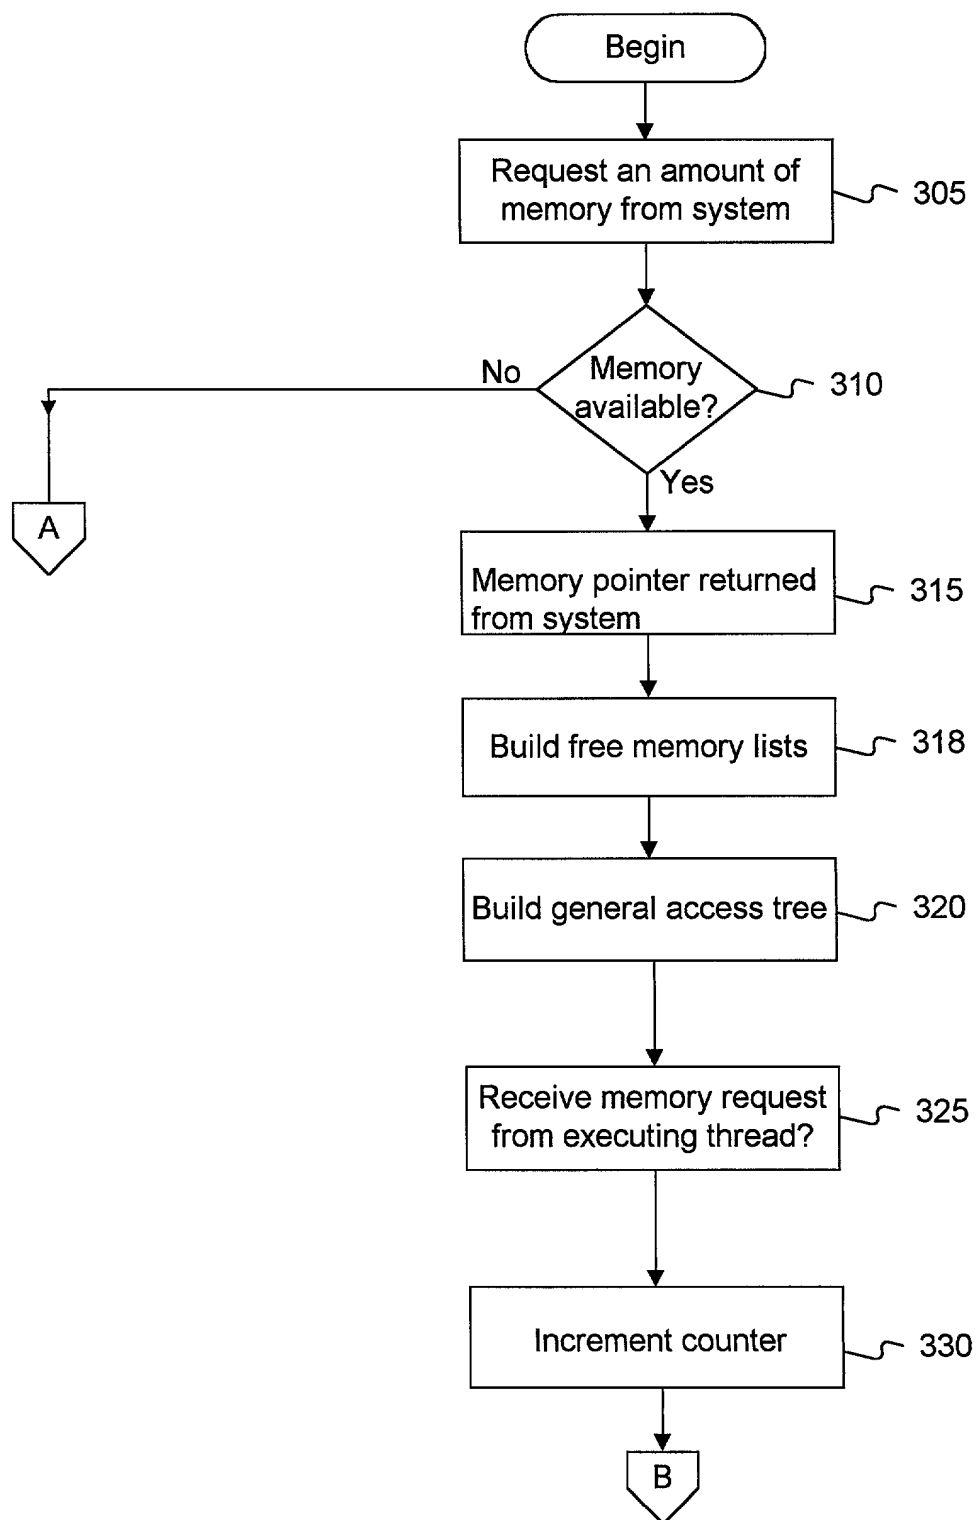 Begin
Request an amount of
memory from system
305
No
Memory
available?
310
Yes
A
Memory pointer returned
from system
315
Build free memory lists
318
Build general access tree
320
Receive memory request
from executing thread?
325
Increment counter
330
B